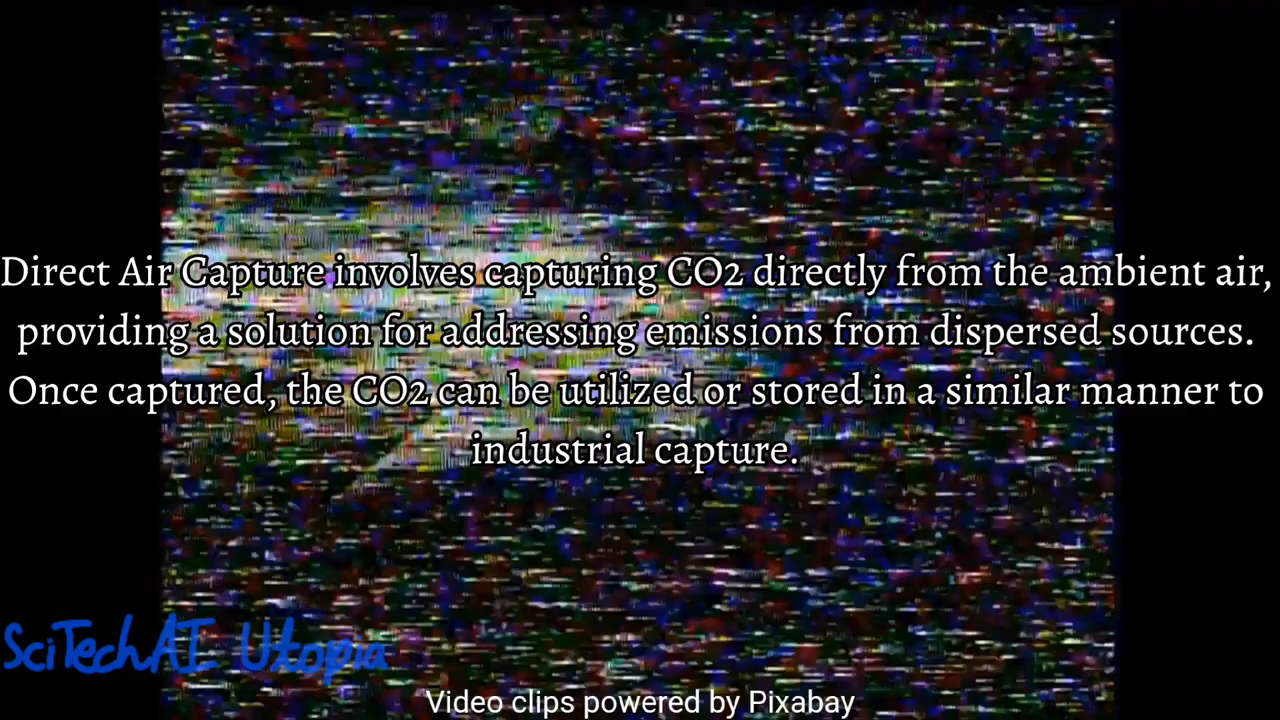 Direct Air Capture involves capturing CO2 directly from the ambient air,
providing a solution for addressing emissions from dispersed sources.
Once captured, the CO2 can be utilized or stored in a similar manner to
industrial capture.
SciTechAI Utopia
Video clips powered by Pixabay